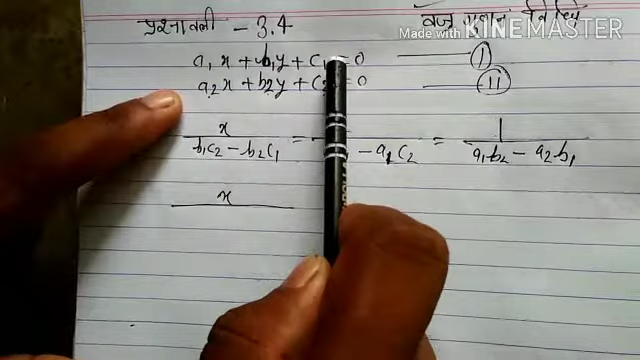 प्रश्नावली - 3.4
Made with KINEMASTER
a₁x + b₁y + c₁ = 0 ——— (I)
a₂x + b₂y + c₂ = 0 ——— (II)
x / (b₁c₂ - b₂c₁) = - a₁c₂ = 1 / (a₁b₂ - a₂b₁)
x